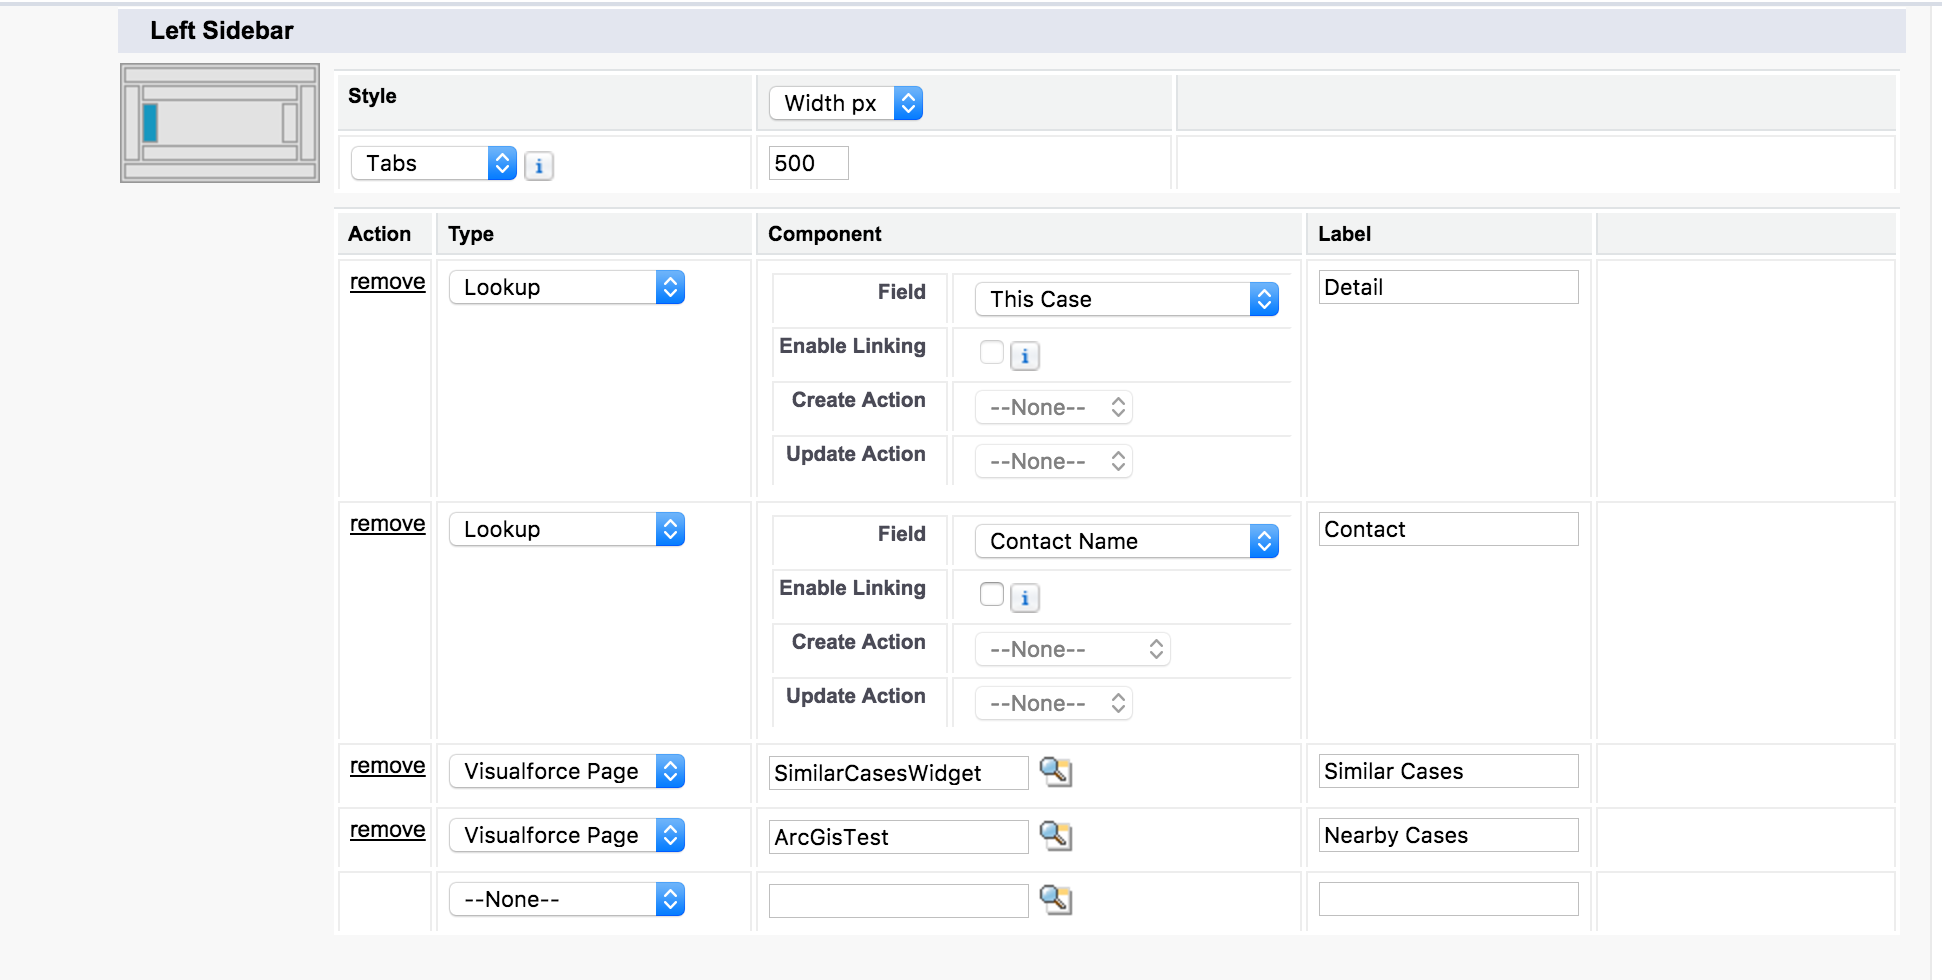 Left Sidebar
Style
Width px
Tabs
i
500
Action Type Component Label
remove Lookup Field This Case Detail
Enable Linking i
Create Action --None--
Update Action --None--
remove Lookup Field Contact Name Contact
Enable Linking i
Create Action --None--
Update Action --None--
remove Visualforce Page SimilarCasesWidget Similar Cases
remove Visualforce Page ArcGisTest Nearby Cases
--None--